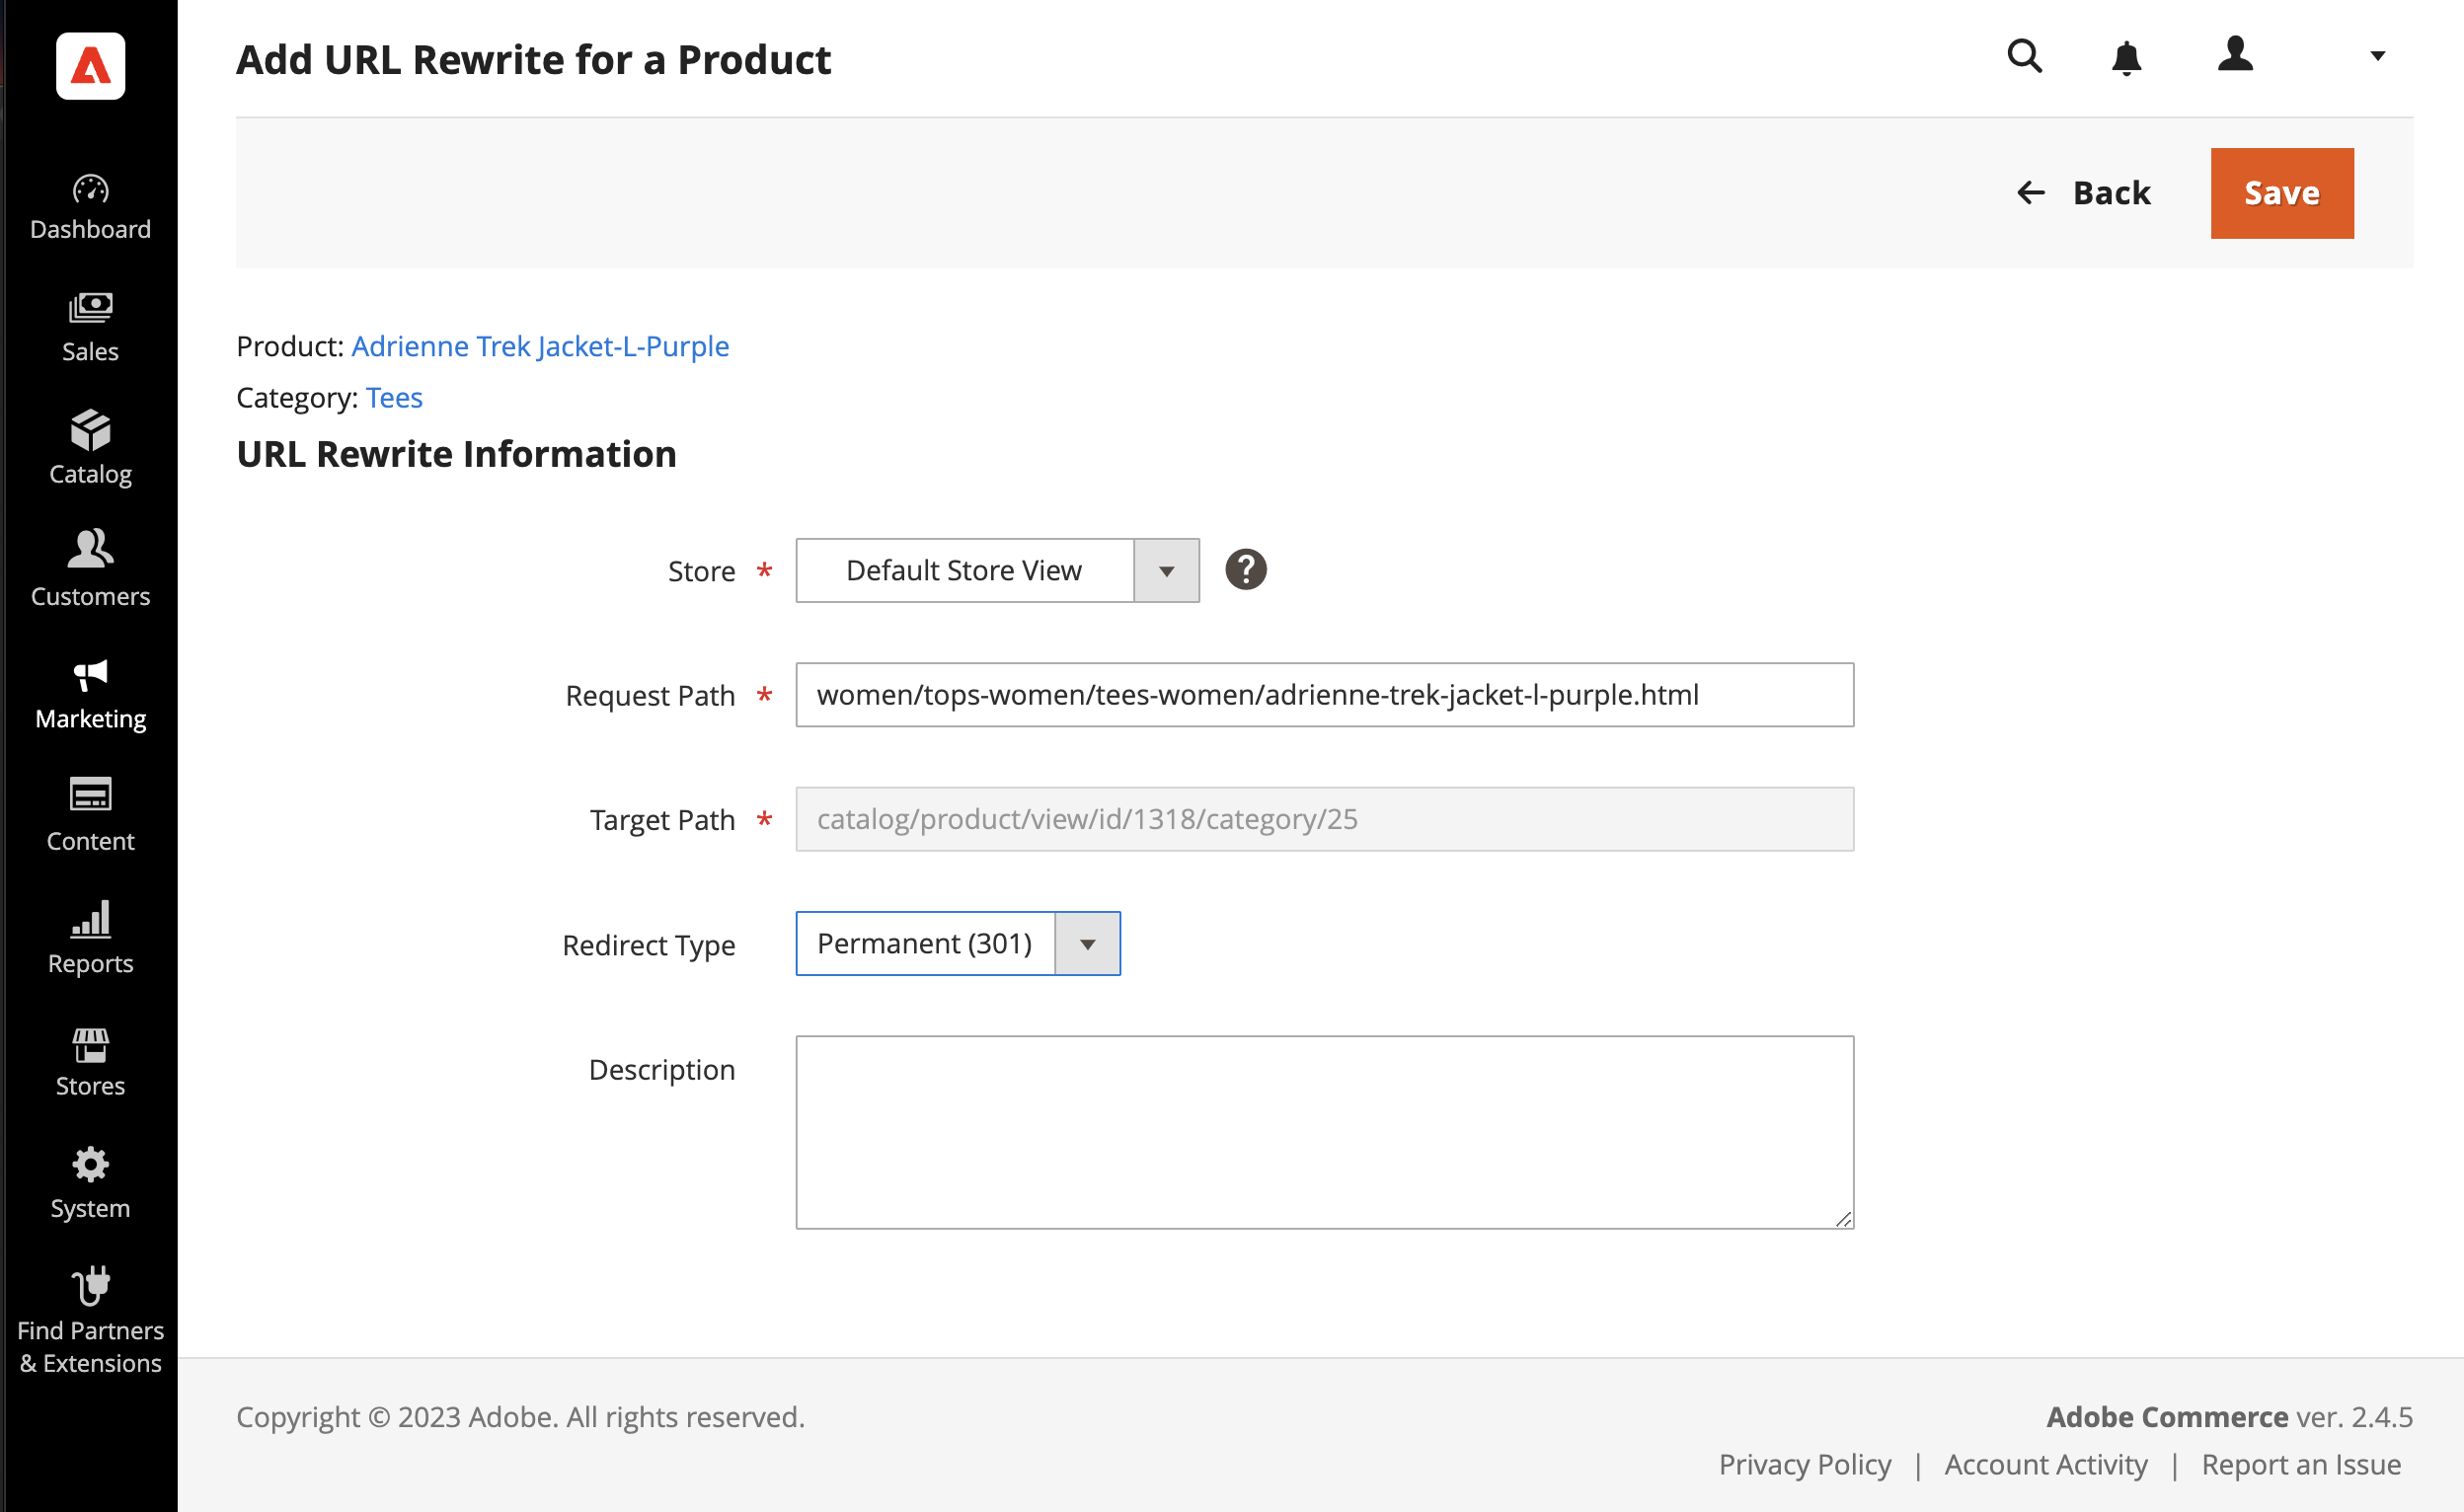 Add URL Rewrite for a Product
Back
Save
Dashboard
Sales
Catalog
Customers
Marketing
Content
Reports
Stores
System
Find Partners
& Extensions
Product: Adrienne Trek Jacket-L-Purple
Category: Tees
URL Rewrite Information
Store * Default Store View ?
Request Path * women/tops-women/tees-women/adrienne-trek-jacket-l-purple.html
Target Path * catalog/product/view/id/1318/category/25
Redirect Type Permanent (301)
Description
Copyright © 2023 Adobe. All rights reserved.
Adobe Commerce ver. 2.4.5
Privacy Policy | Account Activity | Report an Issue